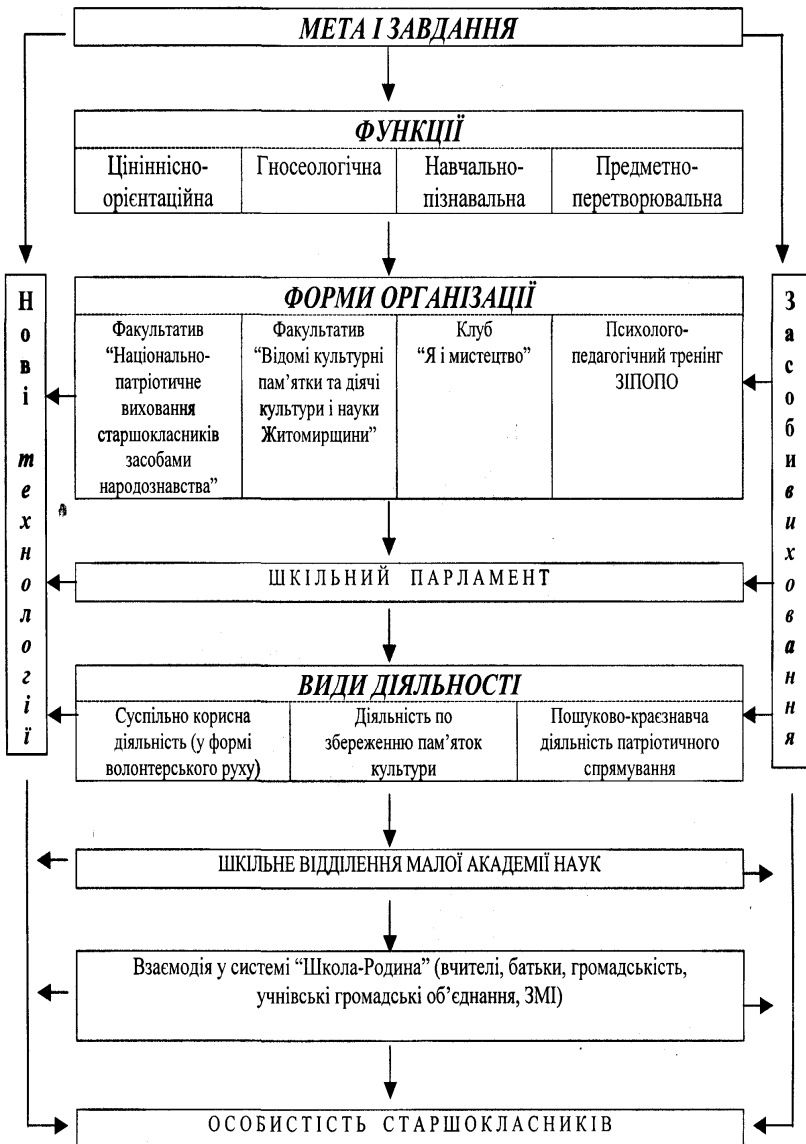 МЕТА І ЗАВДАННЯ
ФУНКЦІЇ
Ціннісно-
орієнтаційна
Гносеологічна
Навчально-
пізнавальна
Предметно-
перетворювальна
Нові технології
ФОРМИ ОРГАНІЗАЦІЇ
Факультатив
“Національно-
патріотичне
виховання
старшокласників
засобами
народознавства”
Факультатив
“Відомі культурні
пам’ятки та діячі
культури і науки
Житомирщини”
Клуб
“Я і мистецтво”
Психолого-
педагогічний тренінг
ЗІПОПО
Засоби виховання
ШКІЛЬНИЙ ПАРЛАМЕНТ
ВИДИ ДІЯЛЬНОСТІ
Суспільно корисна
діяльність (у формі
волонтерського руху)
Діяльність по
збереженню пам’яток
культури
Пошуково-краєзнавча
діяльність патріотичного
спрямування
ШКІЛЬНЕ ВІДДІЛЕННЯ МАЛОЇ АКАДЕМІЇ НАУК
Взаємодія у системі “Школа-Родина” (вчителі, батьки, громадськість,
учнівські громадські об’єднання, ЗМІ)
ОСОБИСТІСТЬ СТАРШОКЛАСНИКІВ